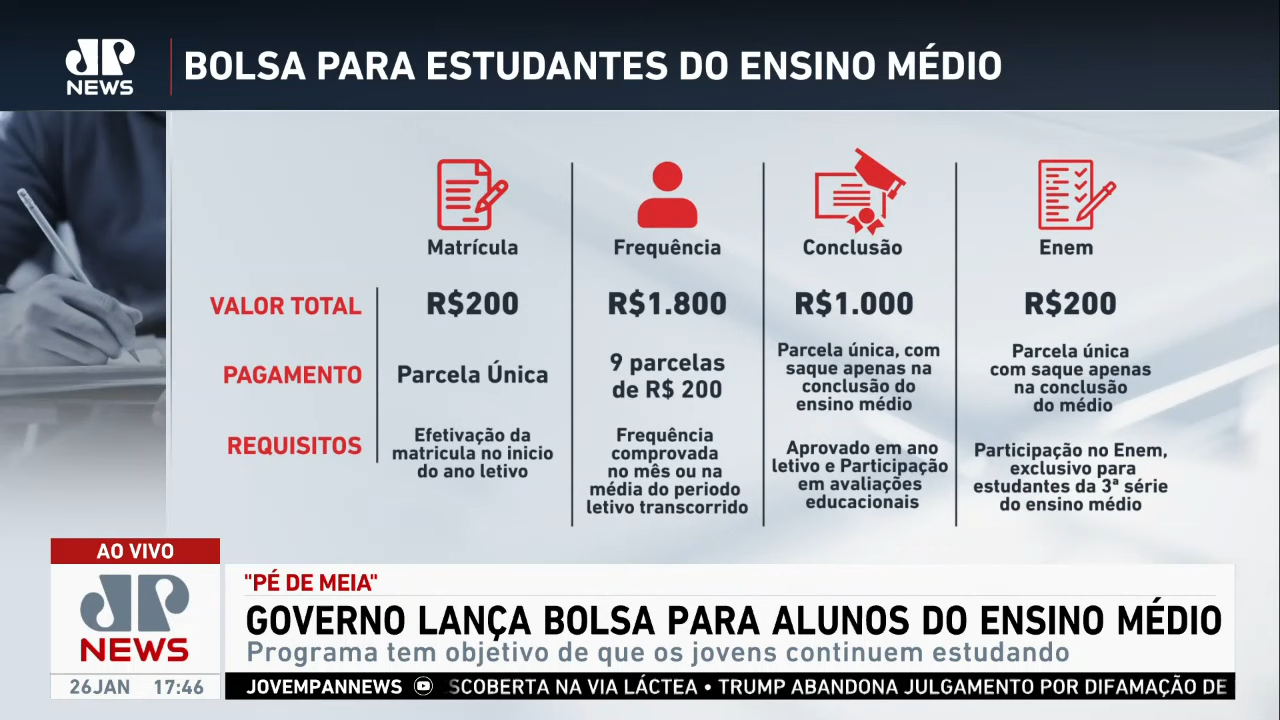 JP NEWS
BOLSA PARA ESTUDANTES DO ENSINO MÉDIO
Matrícula
Frequência
Conclusão
Enem
VALOR TOTAL
R$200
R$1.800
R$1.000
R$200
PAGAMENTO
Parcela Única
9 parcelas
de R$ 200
Parcela única, com
saque apenas na
conclusão do
ensino médio
Parcela única
com saque apenas
na conclusão
do médio
REQUISITOS
Efetivação da
matricula no inicio
do ano letivo
Frequência
comprovada
no mês ou na
média do periodo
letivo transcorrido
Aprovado em ano
letivo e Participação
em avaliações
educacionais
Participação no Enem,
exclusivo para
estudantes da 3ª série
do ensino médio
AO VIVO
JP
NEWS
26JAN 17:46
"PÉ DE MEIA"
GOVERNO LANÇA BOLSA PARA ALUNOS DO ENSINO MÉDIO
Programa tem objetivo de que os jovens continuem estudando
JOVEMPANNEWS SCOBERTA NA VIA LÁCTEA • TRUMP ABANDONA JULGAMENTO POR DIFAMAÇÃO DE